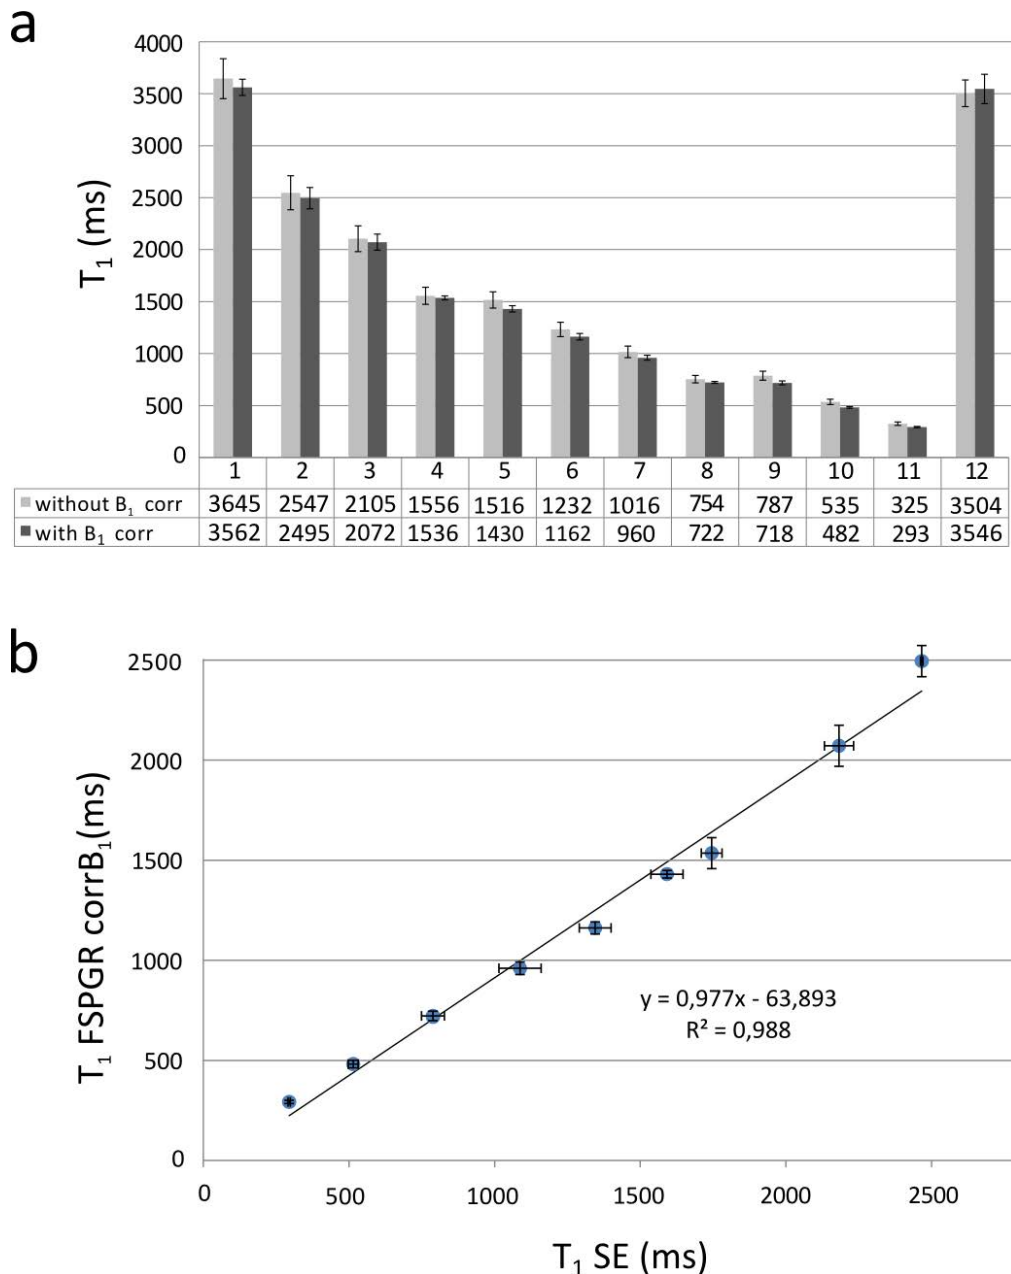 a
4000
3500
3000
2500
2000
1500
1000
500
0
T₁ (ms)
1 2 3 4 5 6 7 8 9 10 11 12
without B₁ corr 3645 2547 2105 1556 1516 1232 1016 754 787 535 325 3504
with B₁ corr 3562 2495 2072 1536 1430 1162 960 722 718 482 293 3546
b
2500
2000
1500
1000
500
0
T₁ FSPGR corrB₁(ms)
y = 0,977x - 63,893
R² = 0,988
0 500 1000 1500 2000 2500
T₁ SE (ms)